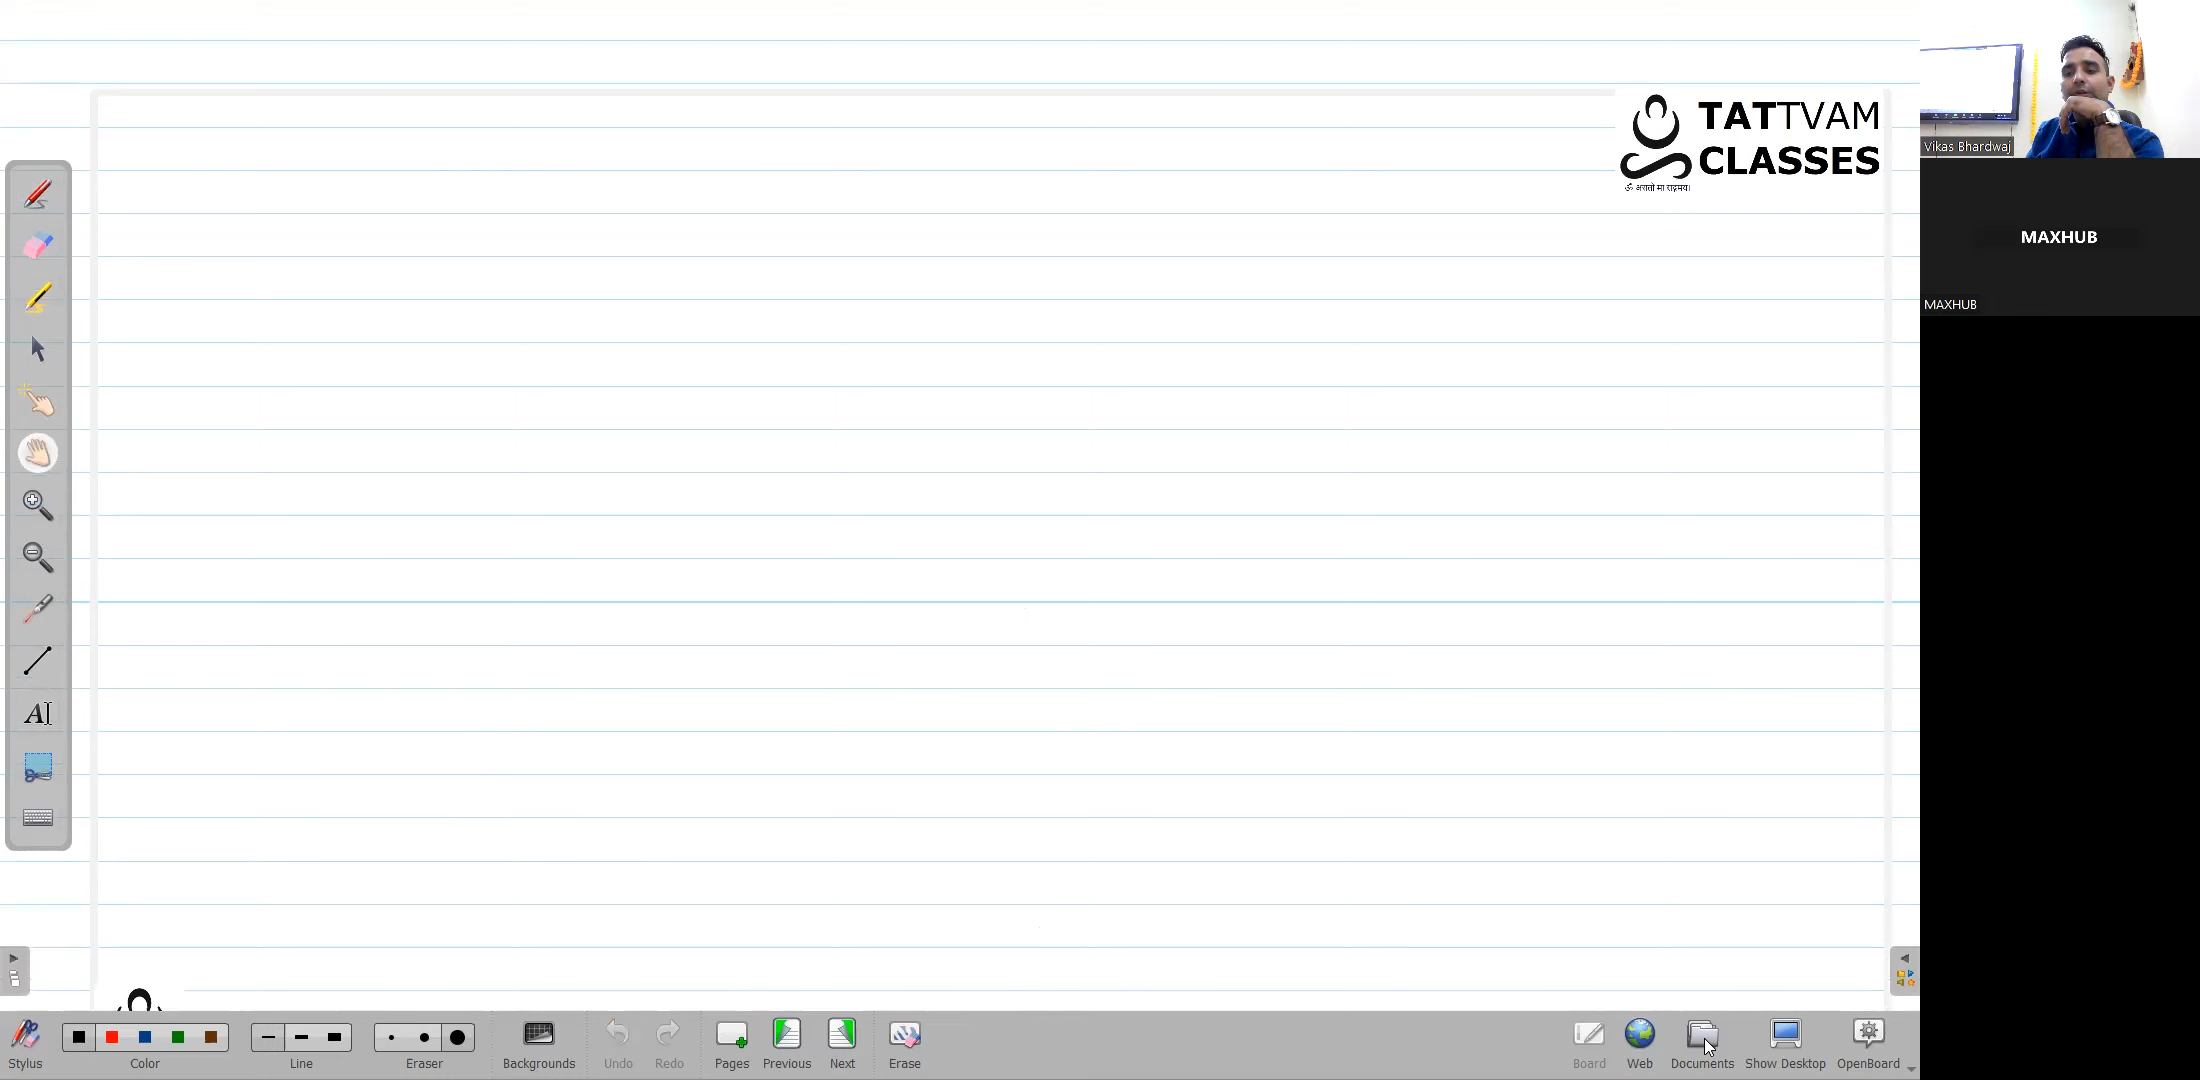 TATTVAM
CLASSES
Vikas Bhardwaj
MAXHUB
MAXHUB
Stylus
Color
Line
Eraser
Backgrounds
Undo
Redo
Pages
Previous
Next
Erase
Board
Web
Documents
Show Desktop
OpenBoard